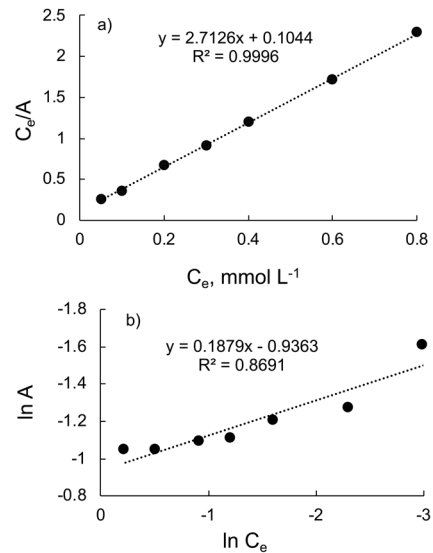 a)
y = 2.7126x + 0.1044
R² = 0.9996
2.5
2
1.5
1
0.5
0
Cₑ/A
0 0.2 0.4 0.6 0.8
Cₑ, mmol L⁻¹
b)
y = 0.1879x - 0.9363
R² = 0.8691
-1.8
-1.6
-1.4
-1.2
-1
-0.8
ln A
0 -1 -2 -3
ln Cₑ